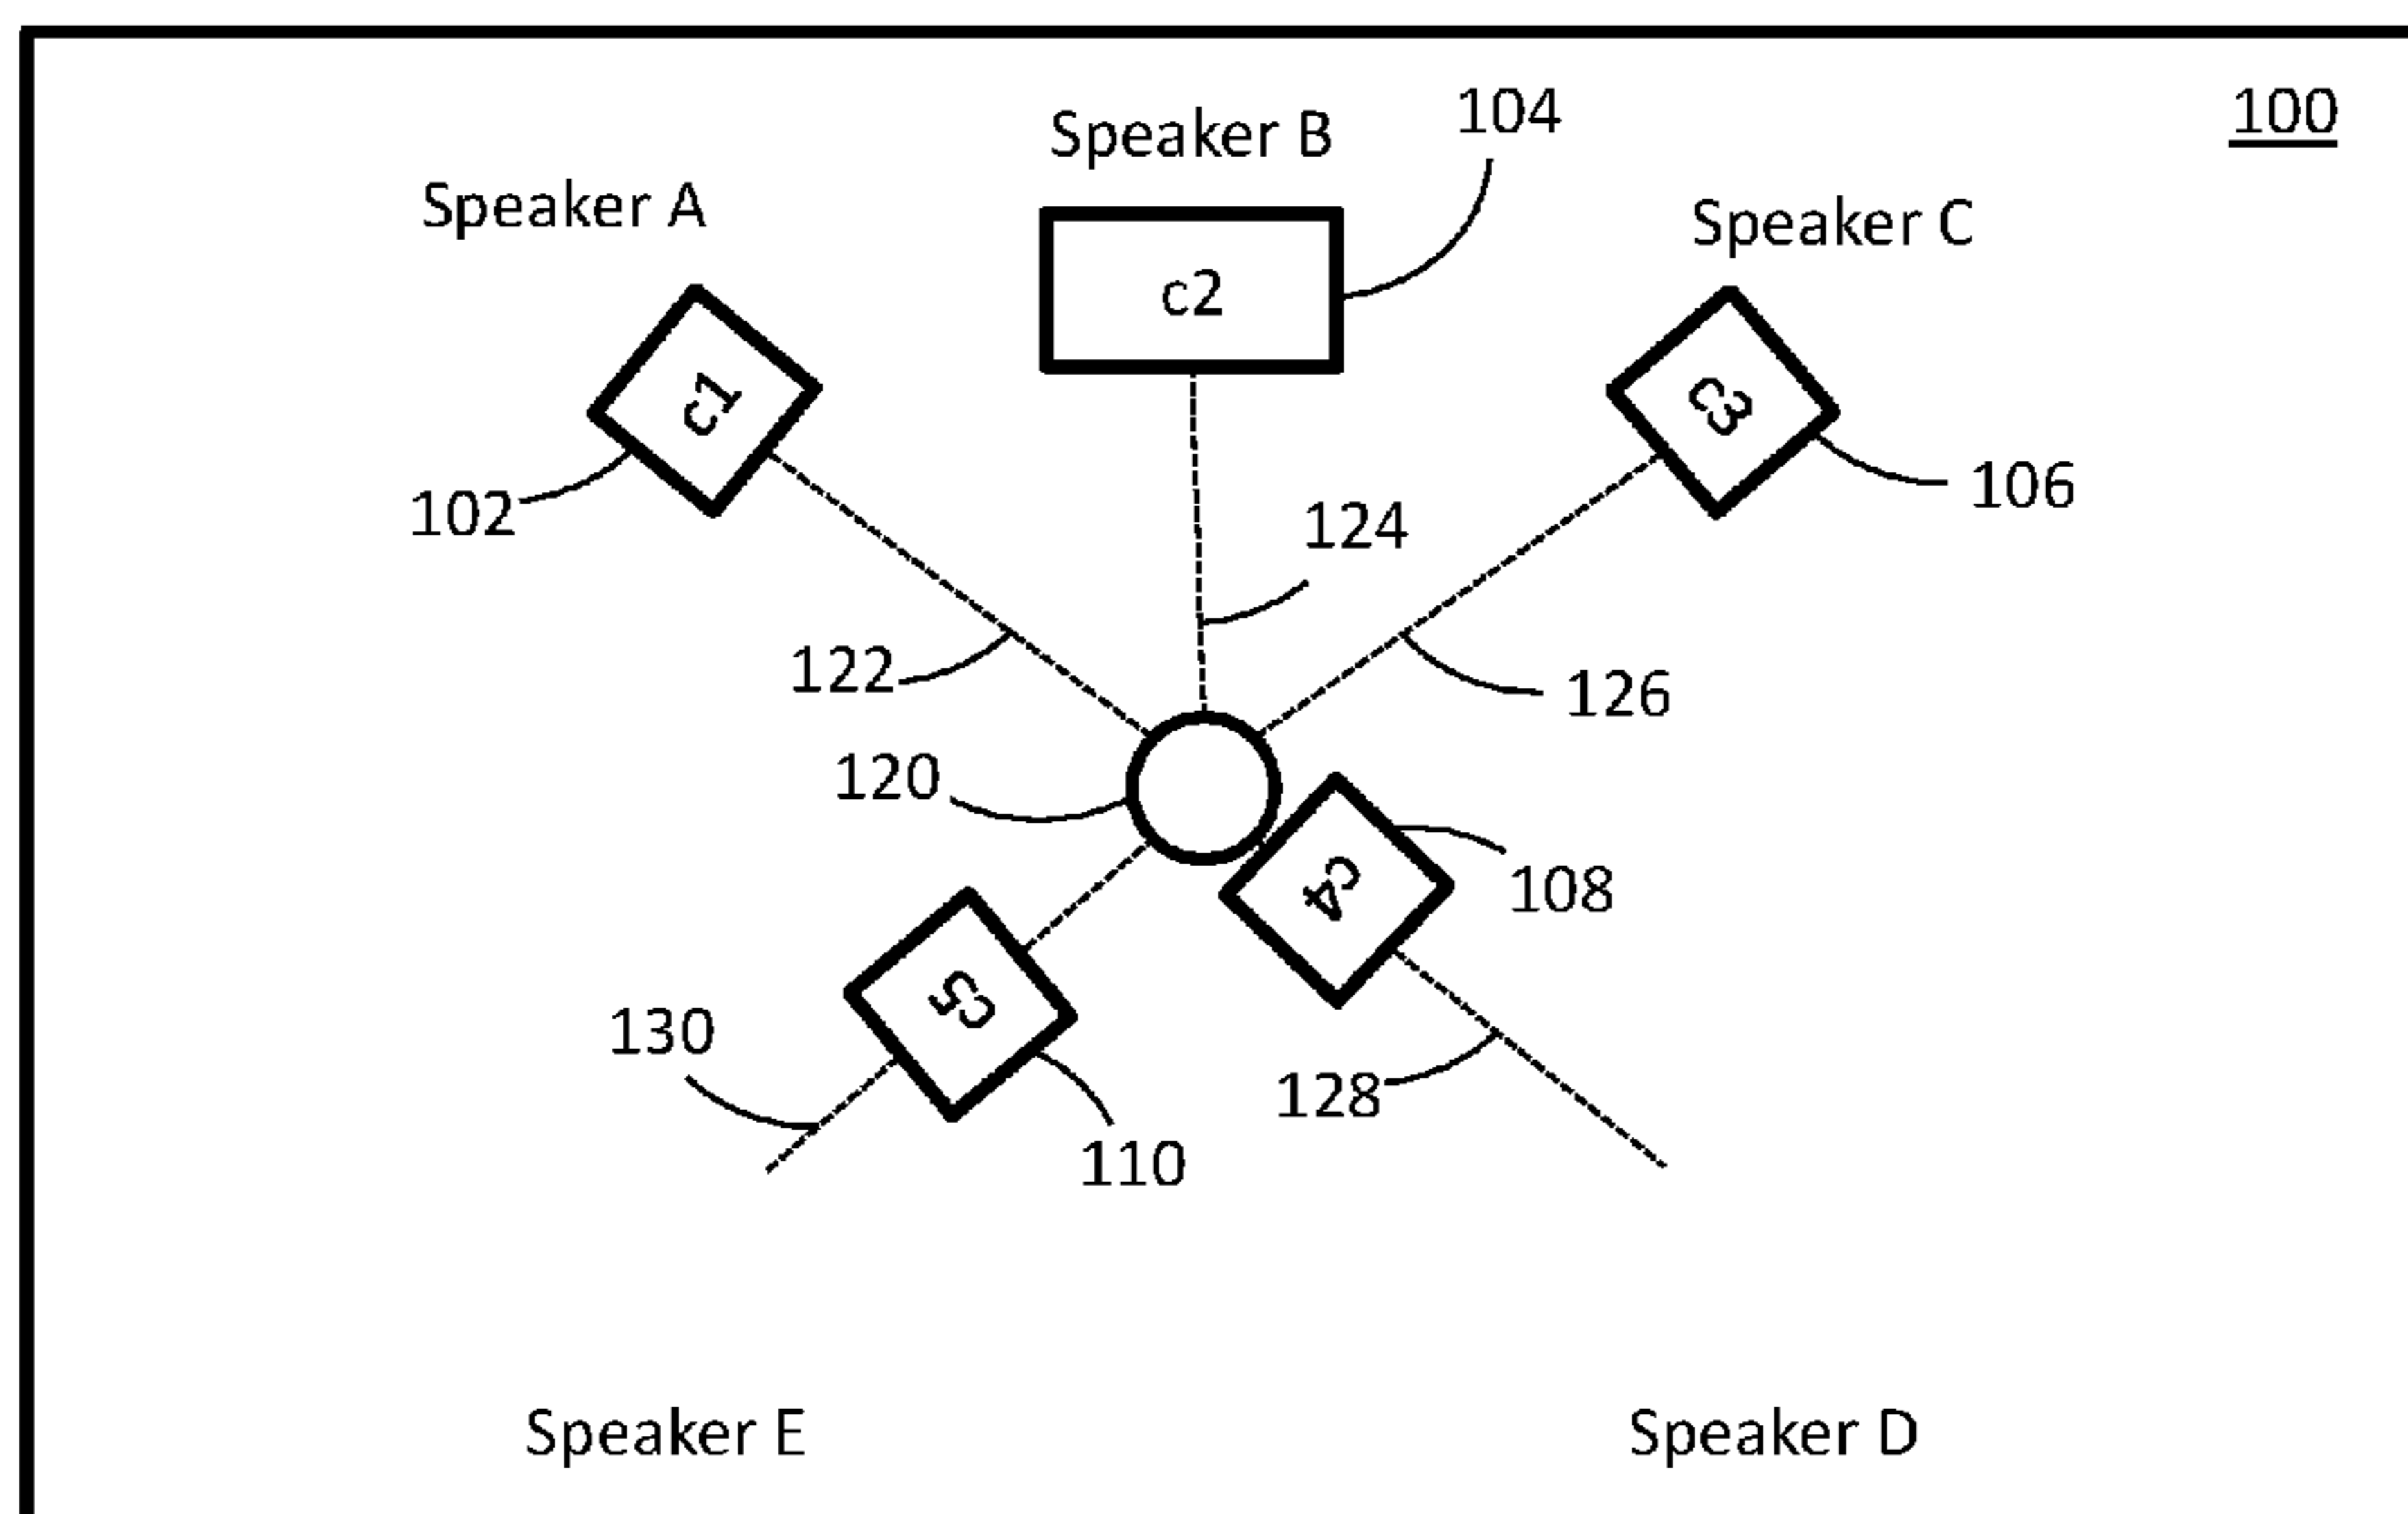 104
100
Speaker B
Speaker A
Speaker C
c2
c1
c3
102
106
124
122
126
120
c4
108
c5
130
128
110
Speaker E
Speaker D